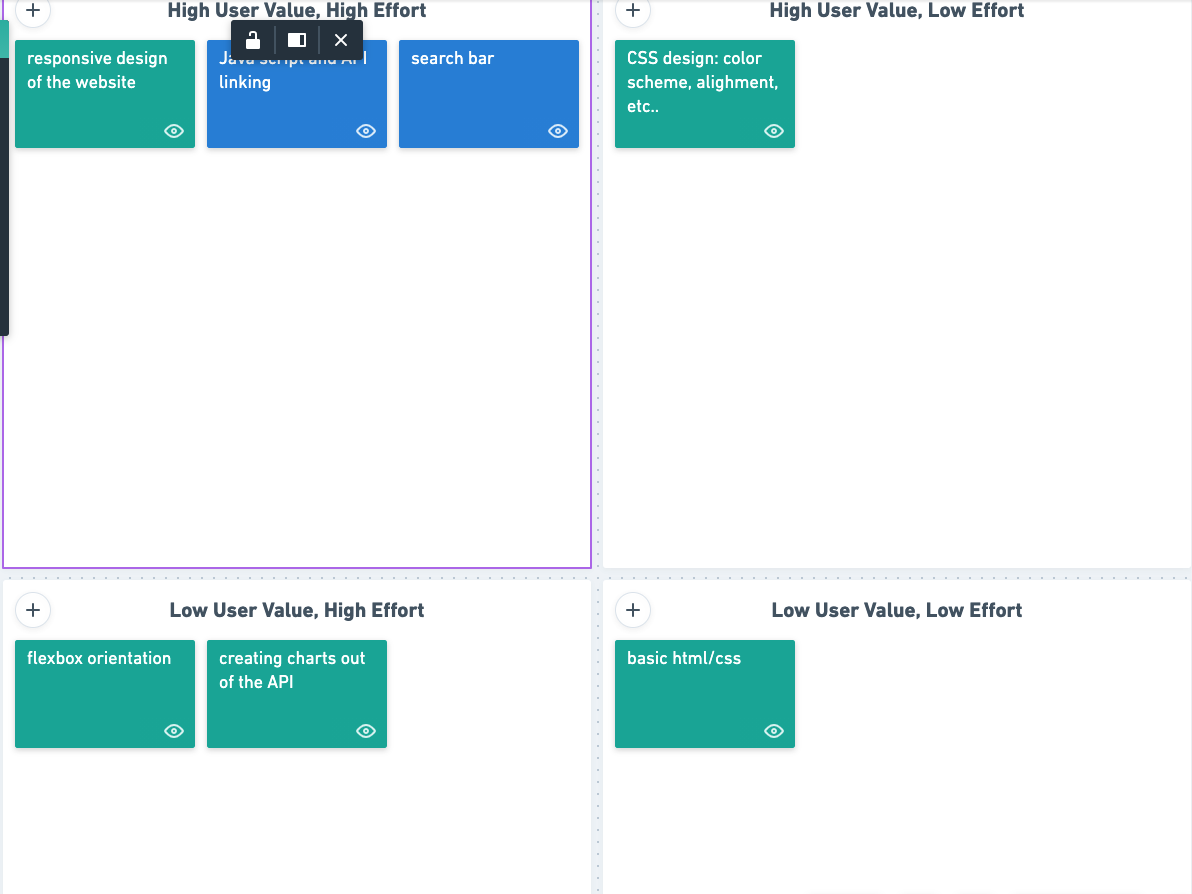 High User Value, High Effort
High User Value, Low Effort
responsive design
of the website
Java script and API
linking
search bar
CSS design: color
scheme, alighment,
etc..
Low User Value, High Effort
Low User Value, Low Effort
flexbox orientation
creating charts out
of the API
basic html/css